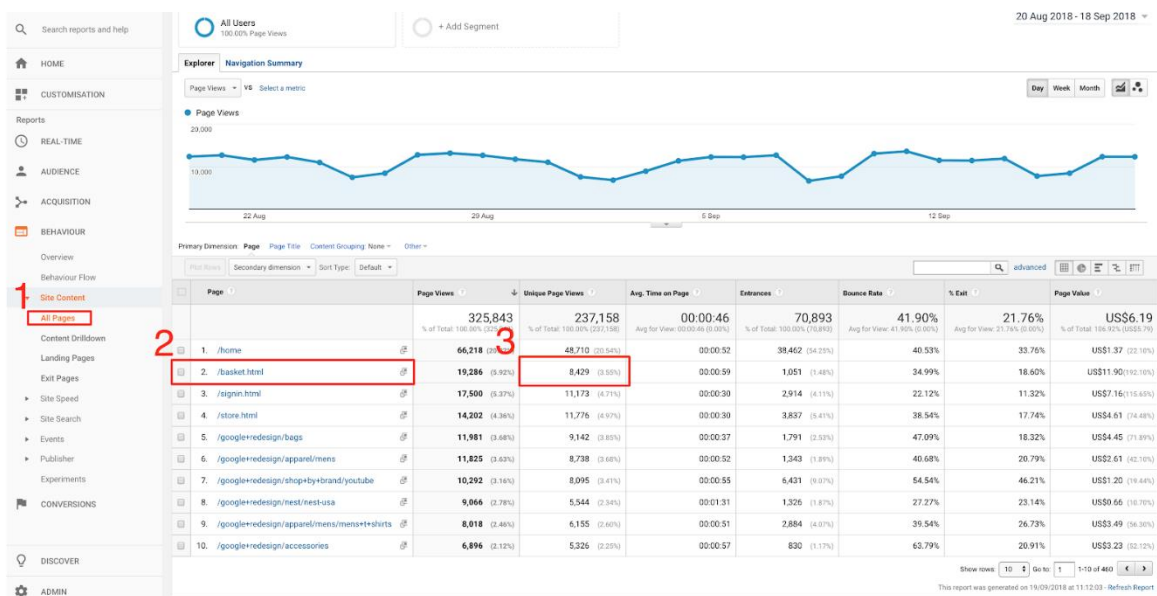 All Users
100.00% Page Views
+ Add Segment
20 Aug 2018 - 18 Sep 2018
Search reports and help
HOME
CUSTOMISATION
Reports
REAL-TIME
AUDIENCE
ACQUISITION
BEHAVIOUR
Overview
Behaviour Flow
1
Site Content
All Pages
Content Drilldown
Landing Pages
Exit Pages
Site Speed
Site Search
Events
Publisher
Experiments
CONVERSIONS
DISCOVER
ADMIN
Explorer Navigation Summary
Page Views VS Select a metric
Day Week Month
Page Views
20,000
10,000
22 Aug 29 Aug 5 Sep 12 Sep
Primary Dimension: Page Page Title Content Grouping: None Other
Plot Rows Secondary dimension Sort Type: Default advanced
Page Page Views Unique Page Views Avg. Time on Page Entrances Bounce Rate % Exit Page Value
325,843 237,158 00:00:46 70,893 41.90% 21.76% US$6.19
% of Total: 100.00% % of Total: 100.00% (237,158) Avg for View: 00:00:46 (0.00%) % of Total: 100.00% (70,893) Avg for View: 41.90% (0.00%) Avg for View: 21.76% (0.00%) % of Total: 106.92% (US$5.79)
2 3
1. /home 66,218 48,710 (20.54%) 00:00:52 38,462 (54.25%) 40.53% 33.76% US$1.37 (22.10%)
2. /basket.html 19,286 (5.92%) 8,429 (3.55%) 00:00:59 1,051 (1.48%) 34.99% 18.60% US$11.90 (192.10%)
3. /signin.html 17,500 (5.37%) 11,173 (4.71%) 00:00:30 2,914 (4.11%) 22.12% 11.32% US$7.16 (115.65%)
4. /store.html 14,202 (4.36%) 11,776 (4.97%) 00:00:30 3,837 (5.41%) 38.54% 17.74% US$4.61 (74.48%)
5. /google+redesign/bags 11,981 (3.68%) 9,142 (3.85%) 00:00:37 1,791 (2.53%) 47.09% 18.32% US$4.45 (71.89%)
6. /google+redesign/apparel/mens 11,825 (3.63%) 8,738 (3.68%) 00:00:52 1,343 (1.89%) 40.68% 20.79% US$2.61 (42.10%)
7. /google+redesign/shop+by+brand/youtube 10,292 (3.16%) 8,095 (3.41%) 00:00:55 6,431 (9.07%) 54.54% 46.21% US$1.20 (19.44%)
8. /google+redesign/nest/nest-usa 9,066 (2.78%) 5,544 (2.34%) 00:01:31 1,326 (1.87%) 27.27% 23.14% US$0.66 (10.70%)
9. /google+redesign/apparel/mens/mens+t+shirts 8,018 (2.46%) 6,155 (2.60%) 00:00:51 2,884 (4.07%) 39.54% 26.73% US$3.49 (56.30%)
10. /google+redesign/accessories 6,896 (2.12%) 5,326 (2.25%) 00:00:57 830 (1.17%) 63.79% 20.91% US$3.23 (52.12%)
Show rows: 10 Go to: 1 1-10 of 460
This report was generated on 19/09/2018 at 11:12:03 - Refresh Report